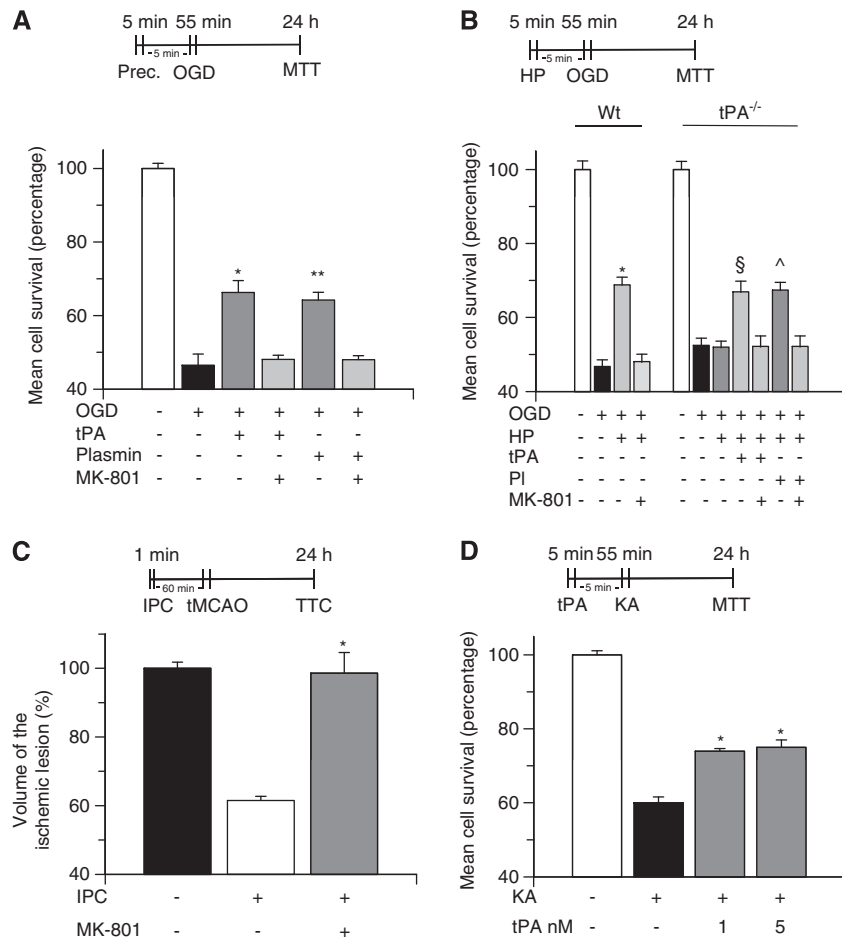 A
5 min 55 min 24 h
5 min
Prec. OGD MTT
Mean cell survival (percentage)
100
80
60
40
* **
OGD - + + + + +
tPA - - + + - -
Plasmin - - - - + +
MK-801 - - - + - +
B
5 min 55 min 24 h
5 min
HP OGD MTT
Wt tPA-/-
Mean cell survival (percentage)
100
80
60
40
* § ^
OGD - + + + - + + + + + +
HP - - + + - - + + + + +
tPA - - - - - - - + + - -
Pl - - - - - - - - - + +
MK-801 - - - + - - - - + - +
C
1 min 24 h
60 min
IPC tMCAO TTC
Volume of the
ischemic lesion (%)
100
80
60
40
*
IPC - + +
MK-801 - - +
D
5 min 55 min 24 h
5 min
tPA KA MTT
Mean cell survival (percentage)
100
80
60
40
* *
KA - + + +
tPA nM - - 1 5